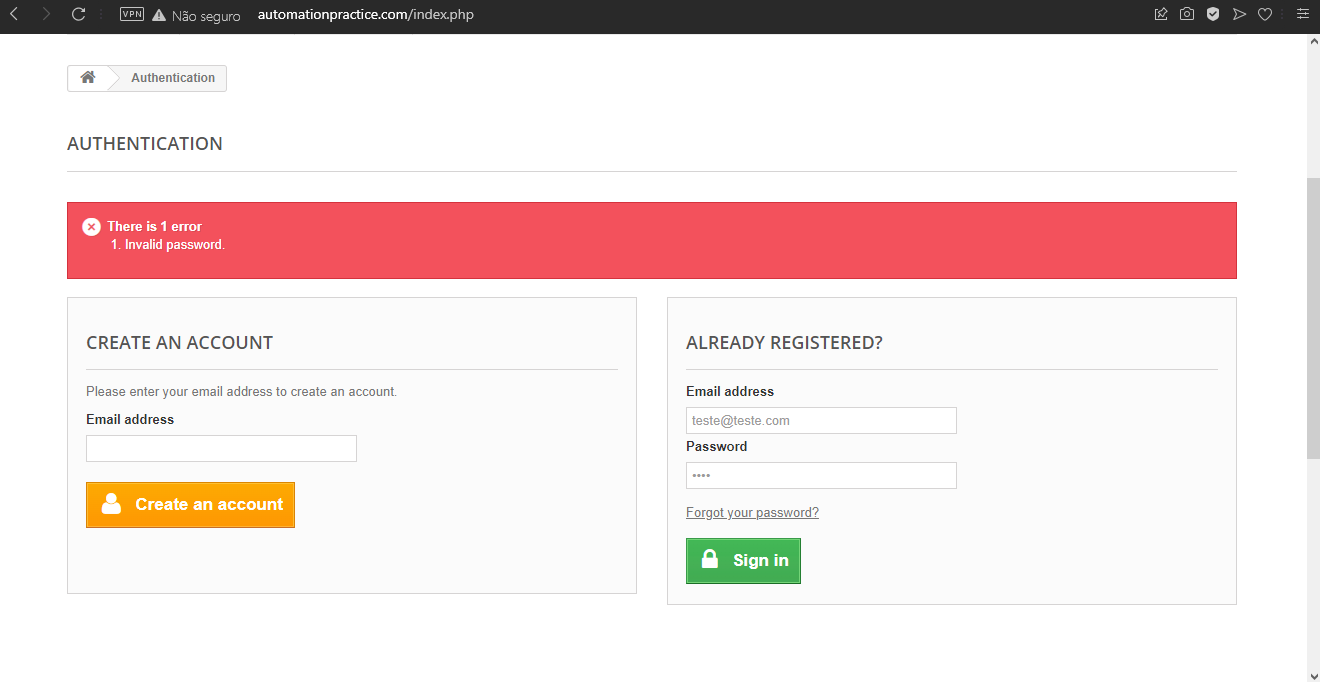 VPN Não seguro automationpractice.com/index.php
Authentication
AUTHENTICATION
There is 1 error
1. Invalid password.
CREATE AN ACCOUNT
Please enter your email address to create an account.
Email address
Create an account
ALREADY REGISTERED?
Email address
teste@teste.com
Password
••••
Forgot your password?
Sign in